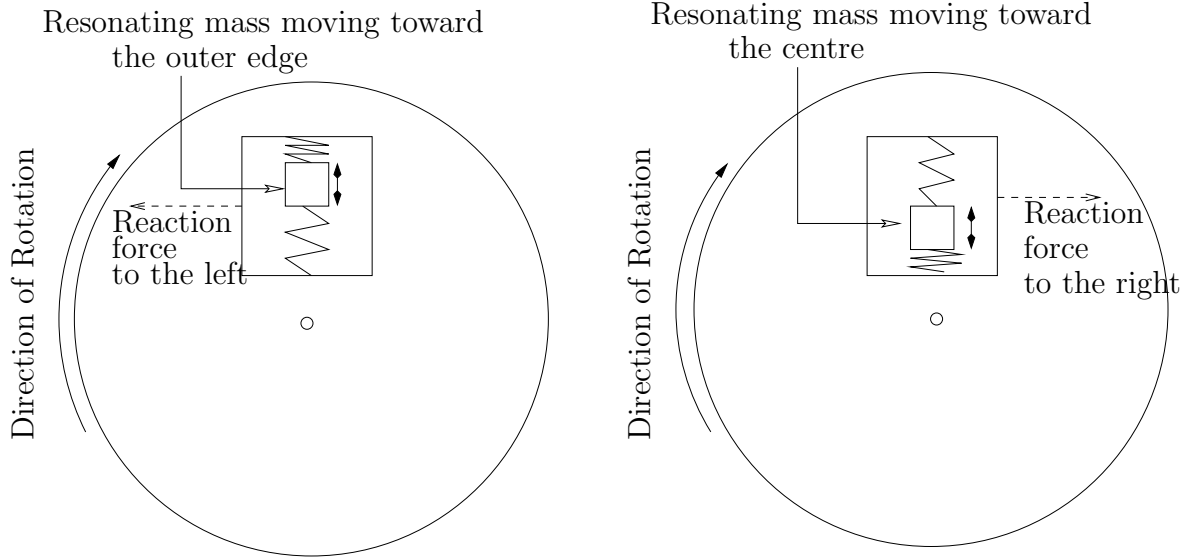 Resonating mass moving toward
the outer edge
Direction of Rotation
Reaction
force
to the left
Resonating mass moving toward
the centre
Direction of Rotation
Reaction
force
to the right